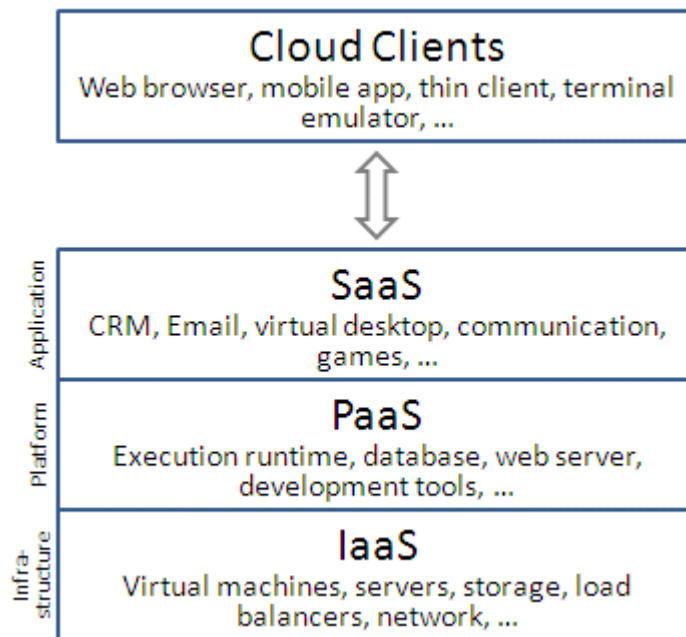 Cloud Clients
Web browser, mobile app, thin client, terminal
emulator, ...
Application
SaaS
CRM, Email, virtual desktop, communication,
games, ...
Platform
PaaS
Execution runtime, database, web server,
development tools, ...
Infra-
structure
IaaS
Virtual machines, servers, storage, load
balancers, network, ...